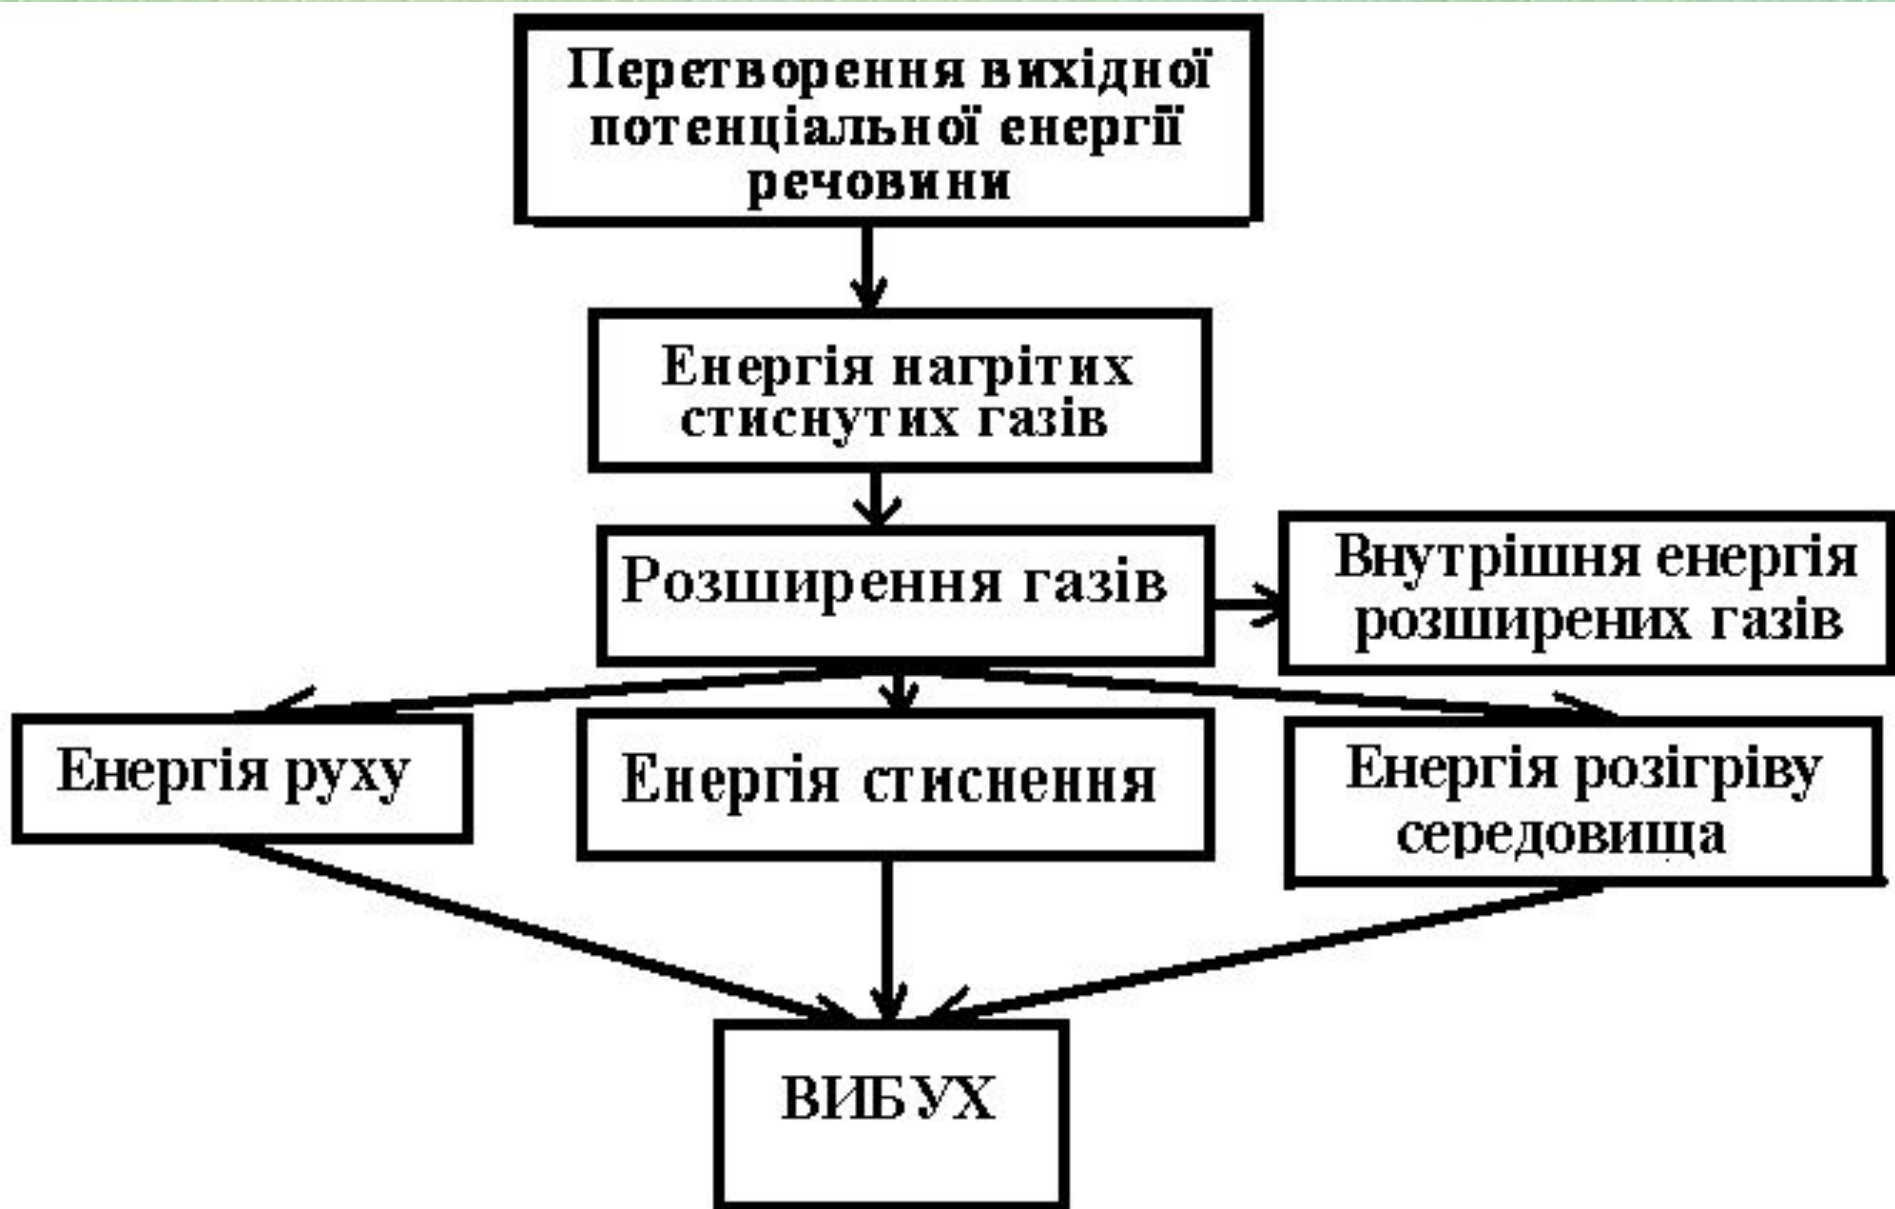 Перетворення вихідної
потенціальної енергії
речовини
Енергія нагрітих
стиснутих газів
Розширення газів
Внутрішня енергія
розширених газів
Енергія руху
Енергія стиснення
Енергія розігріву
середовища
ВИБУХ